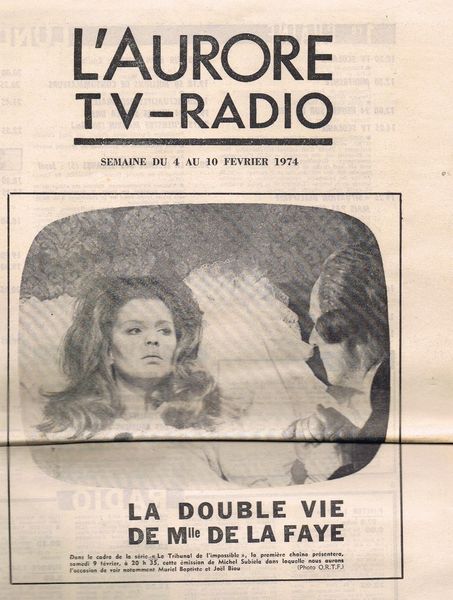 L'AURORE
TV-RADIO
SEMAINE DU 4 AU 10 FEVRIER 1974
LA DOUBLE VIE
DE Mlle DE LA FAYE
Dans le cadre de la série « Le Tribunal de l'impossible », la première chaîne présentera,
samedi 9 février, à 20 h 35, cette émission de Michel Subiela dans laquelle nous aurons
l'occasion de voir notamment Muriel Baptiste et Joël Bion
(Photo O.R.T.F.)